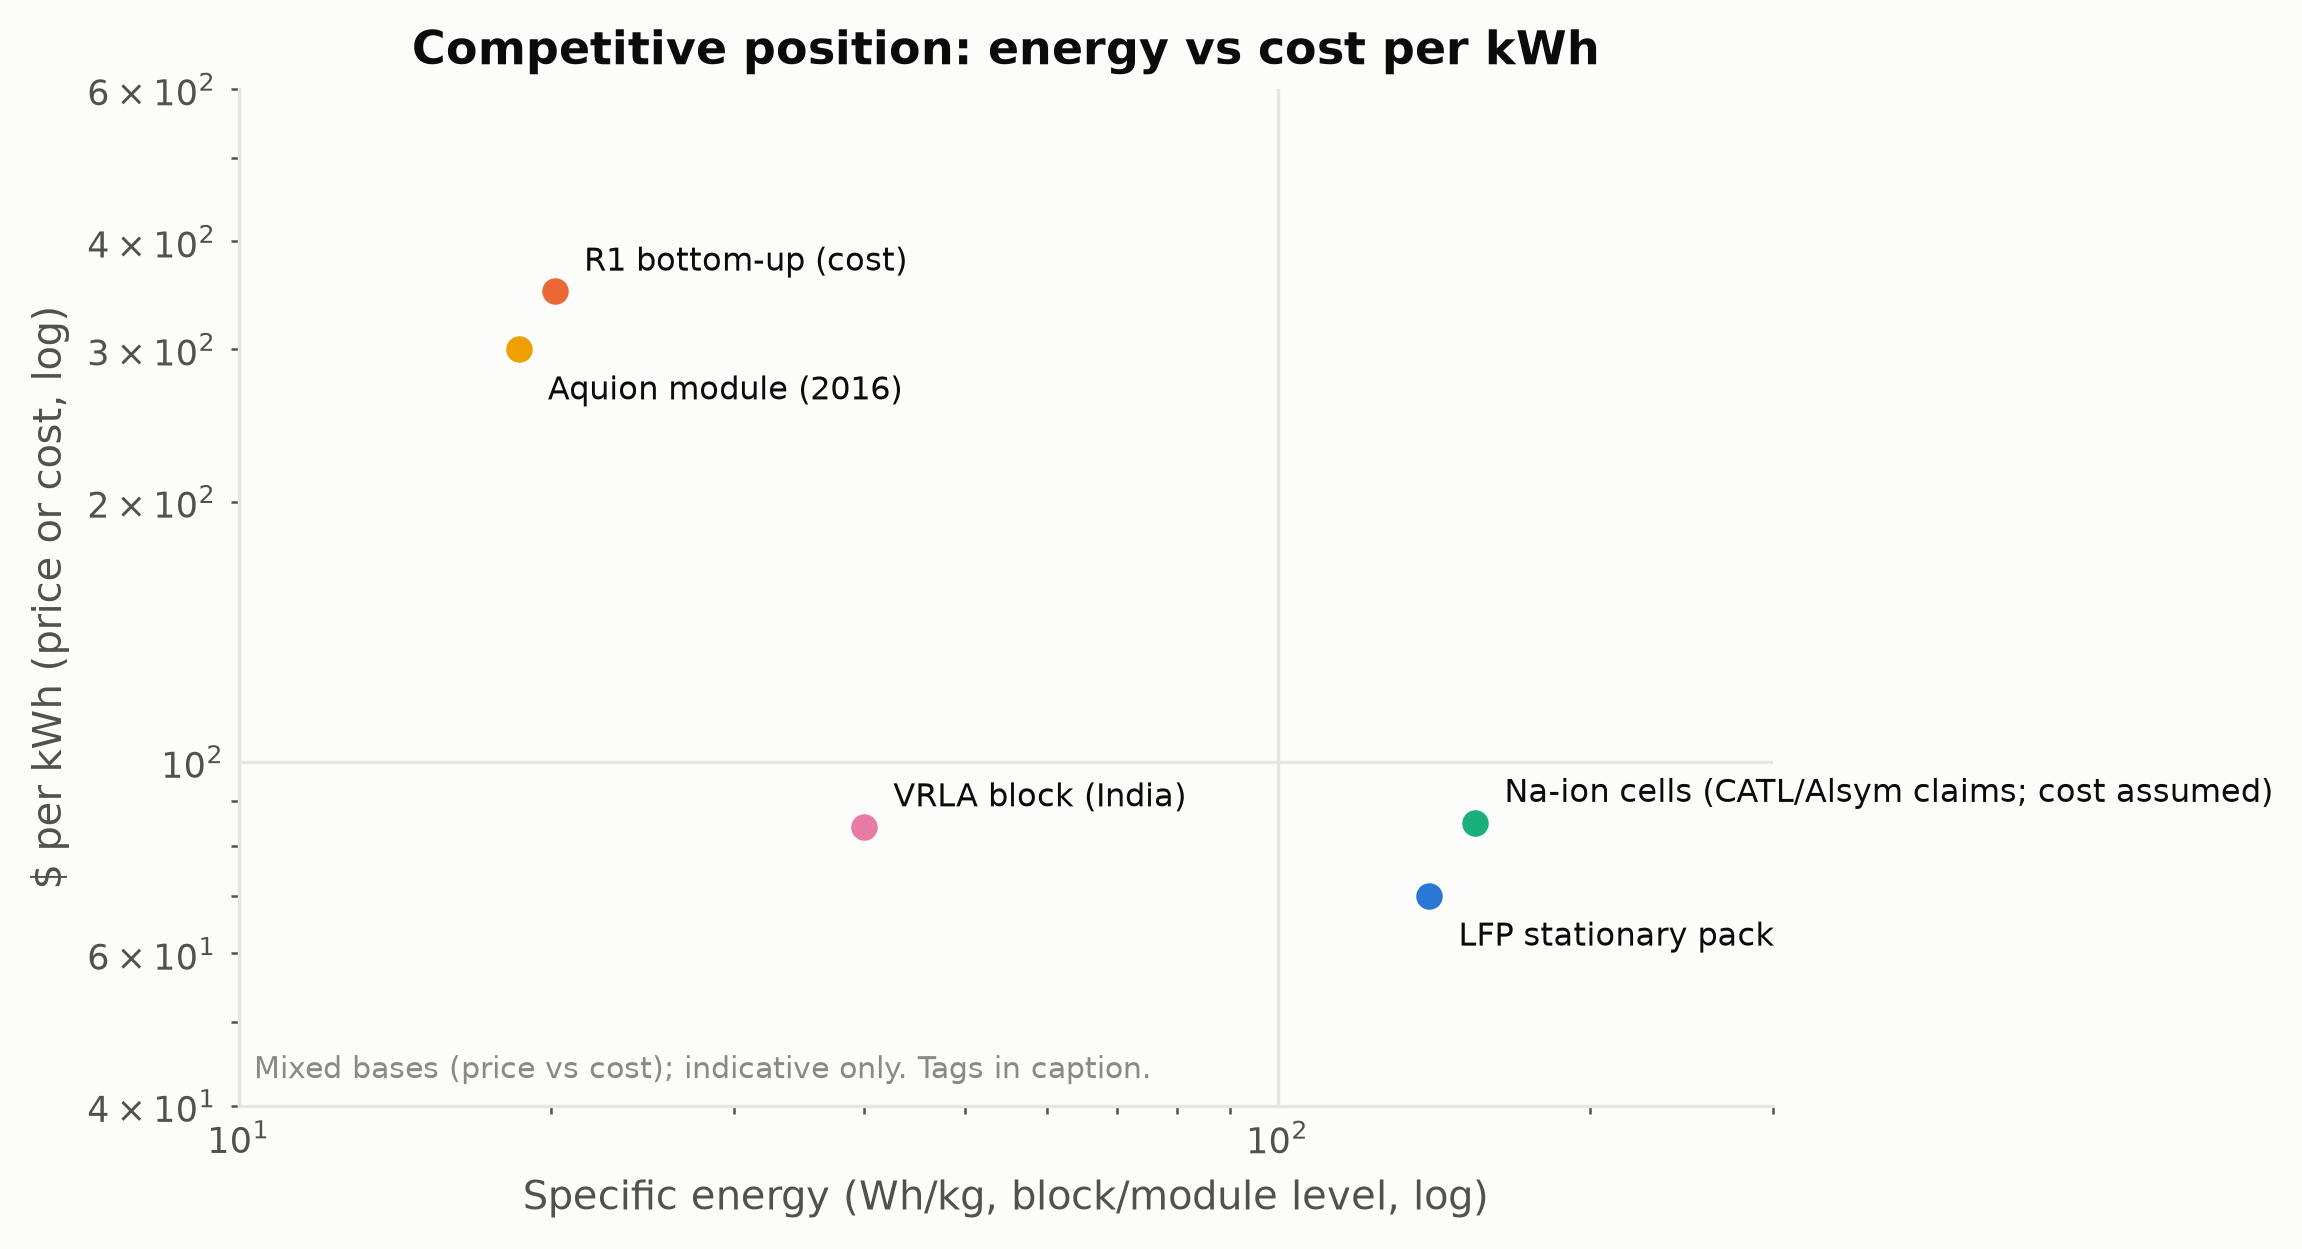 Competitive position: energy vs cost per kWh
6 × 10²
4 × 10²
3 × 10²
2 × 10²
10²
6 × 10¹
4 × 10¹
$ per kWh (price or cost, log)
R1 bottom-up (cost)
Aquion module (2016)
VRLA block (India)
Na-ion cells (CATL/Alsym claims; cost assumed)
LFP stationary pack
Mixed bases (price vs cost); indicative only. Tags in caption.
10¹
10²
Specific energy (Wh/kg, block/module level, log)